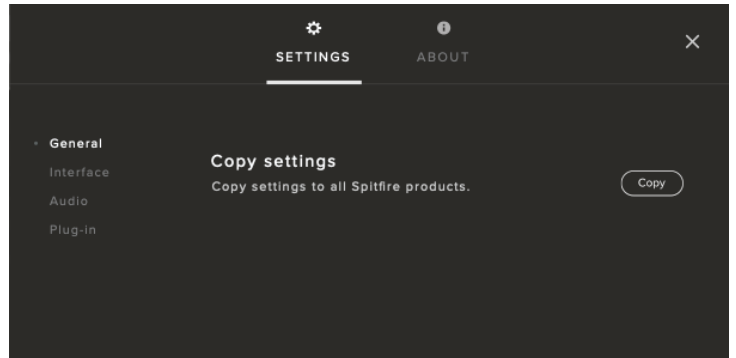 SETTINGS
ABOUT
General
Interface
Audio
Plug-in
Copy settings
Copy settings to all Spitfire products.
Copy